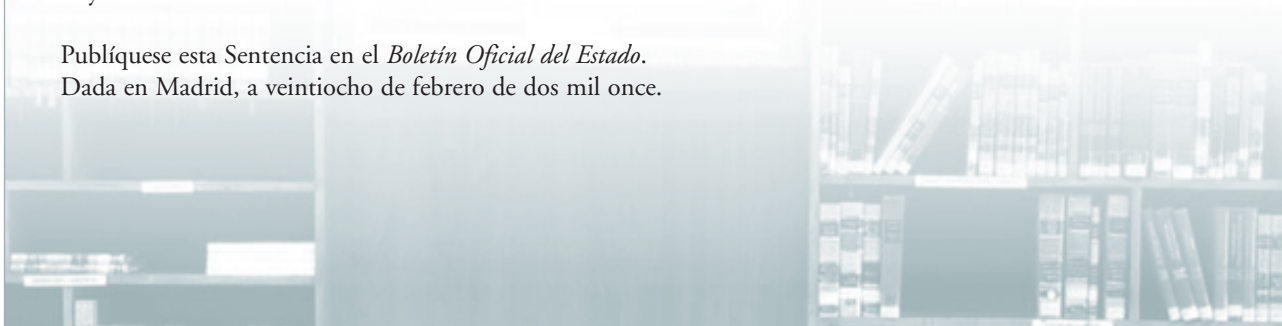 Publíquese esta Sentencia en el Boletín Oficial del Estado.
Dada en Madrid, a veintiocho de febrero de dos mil once.